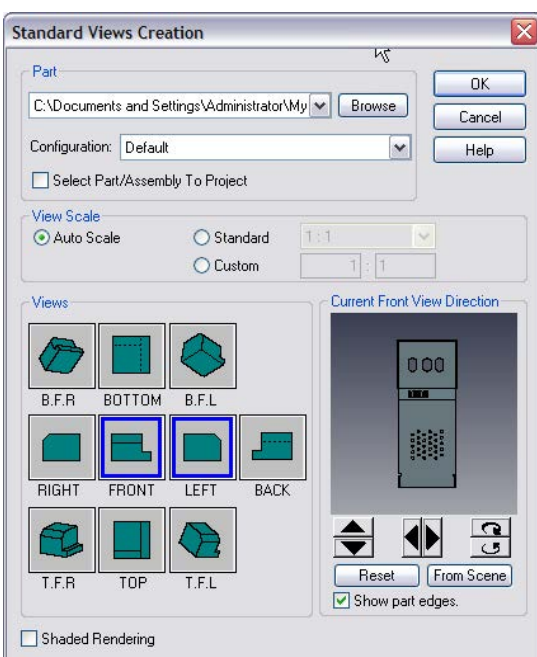 Standard Views Creation
Part
C:\Documents and Settings\Administrator\My
Browse
OK
Cancel
Configuration: Default
Help
Select Part/Assembly To Project
View Scale
Auto Scale
Standard
1 : 1
Custom
1 : 1
Views
Current Front View Direction
B.F.R BOTTOM B.F.L
RIGHT FRONT LEFT BACK
T.F.R TOP T.F.L
Reset
From Scene
Show part edges.
Shaded Rendering